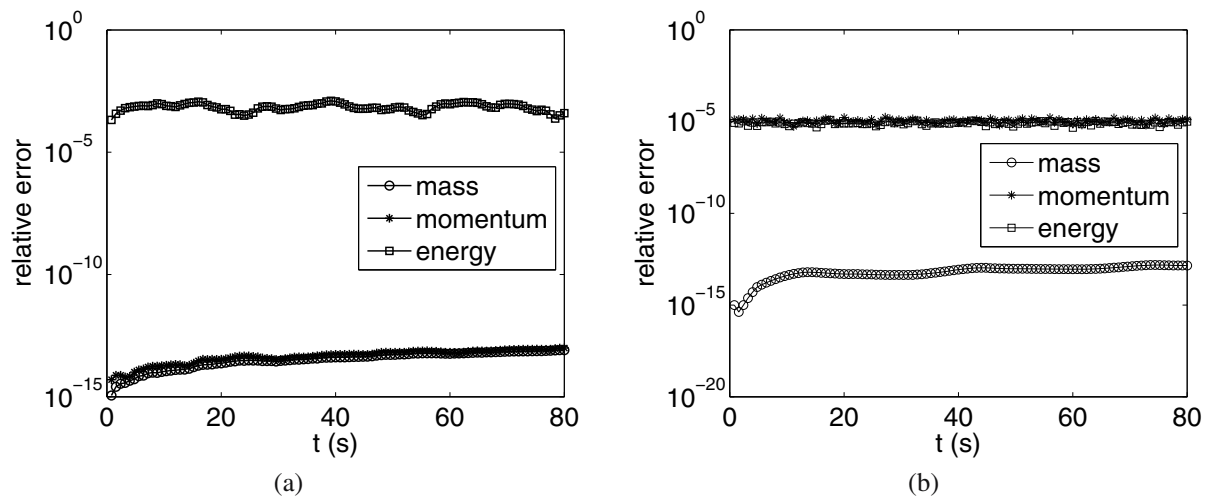 10^0
10^-5
10^-10
10^-15
relative error
0 20 40 60 80
t (s)
mass
momentum
energy
(a)
10^0
10^-5
10^-10
10^-15
10^-20
relative error
0 20 40 60 80
t (s)
mass
momentum
energy
(b)